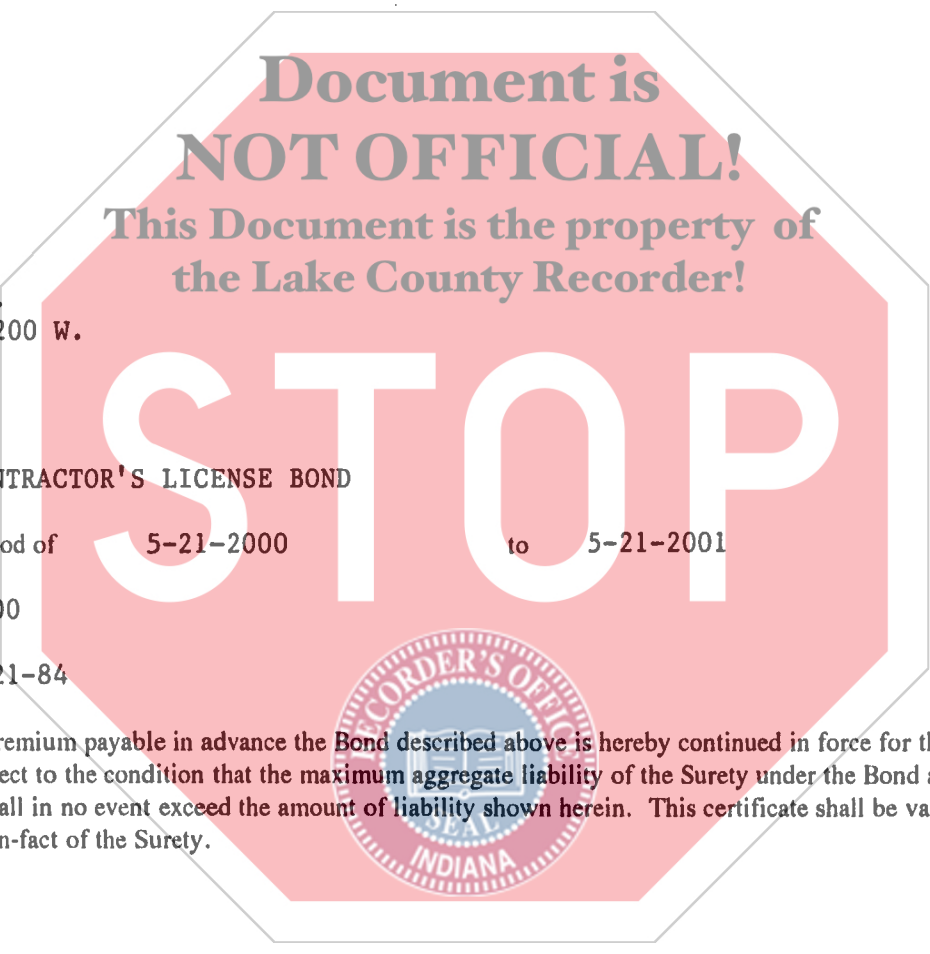 Document is
NOT OFFICIAL!
This Document is the property of
the Lake County Recorder!
200 W.
STOP
NTRACTOR'S LICENSE BOND
od of 5-21-2000 to 5-21-2001
00
21-84
RECORDER'S OFFICE
remium payable in advance the Bond described above is hereby continued in force for th
ect to the condition that the maximum aggregate liability of the Surety under the Bond a
all in no event exceed the amount of liability shown herein. This certificate shall be va
n-fact of the Surety.
SEAL
INDIANA